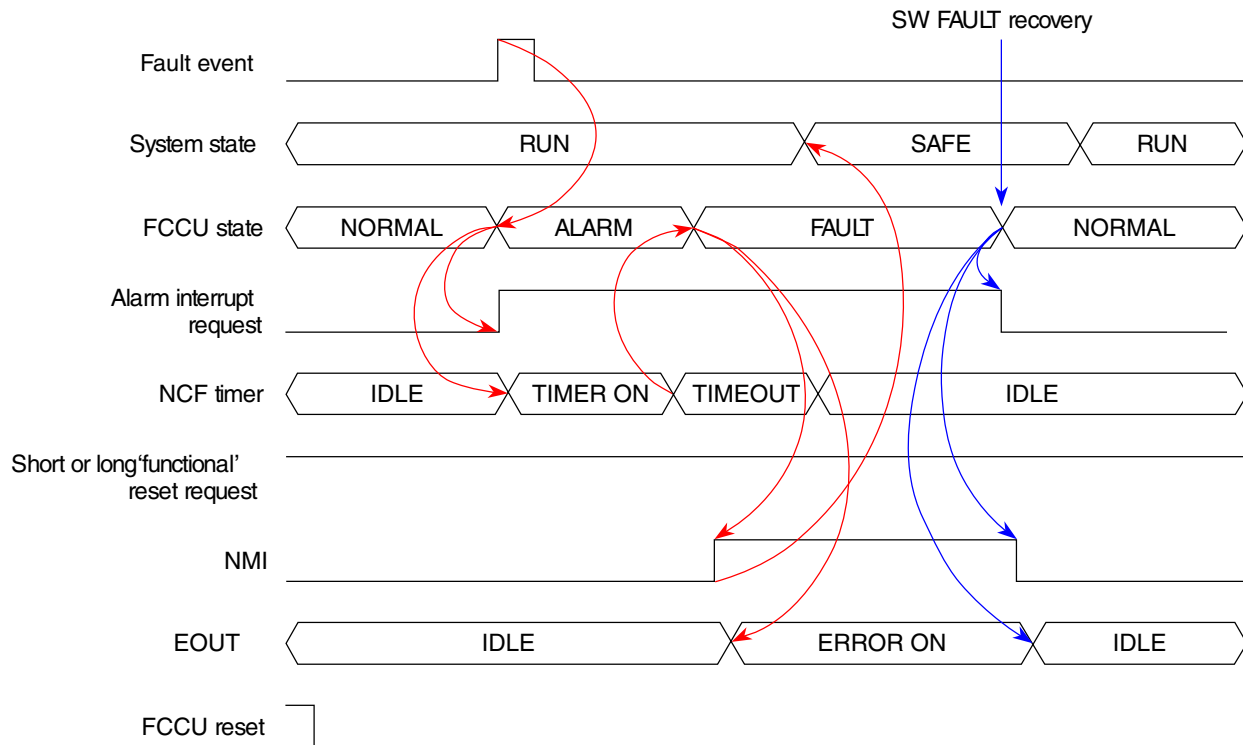 SW FAULT recovery
Fault event
System state
RUN
SAFE
RUN
FCCU state
NORMAL
ALARM
FAULT
NORMAL
Alarm interrupt
request
NCF timer
IDLE
TIMER ON
TIMEOUT
IDLE
Short or long‘functional’
reset request
NMI
EOUT
IDLE
ERROR ON
IDLE
FCCU reset